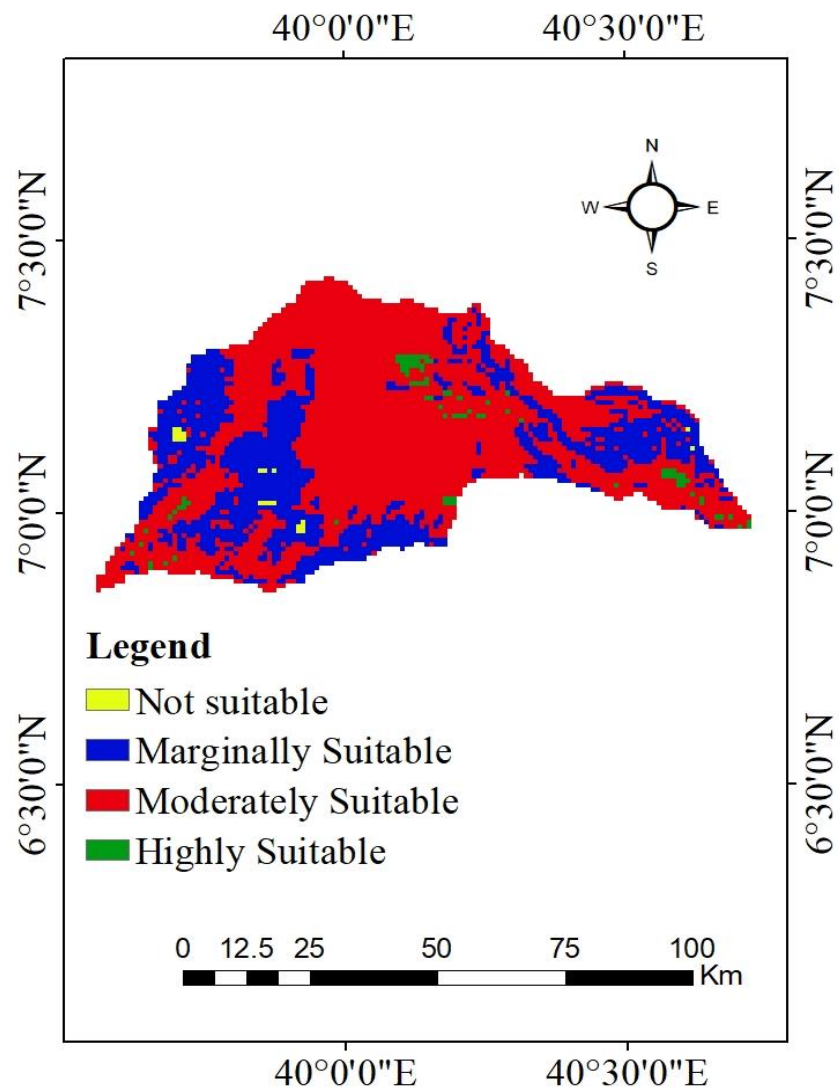 40°0'0"E 40°30'0"E
N
W E
S
7°30'0"N 7°30'0"N
7°0'0"N 7°0'0"N
Legend
Not suitable
Marginally Suitable
Moderately Suitable
Highly Suitable
6°30'0"N 6°30'0"N
0 12.5 25 50 75 100
Km
40°0'0"E 40°30'0"E